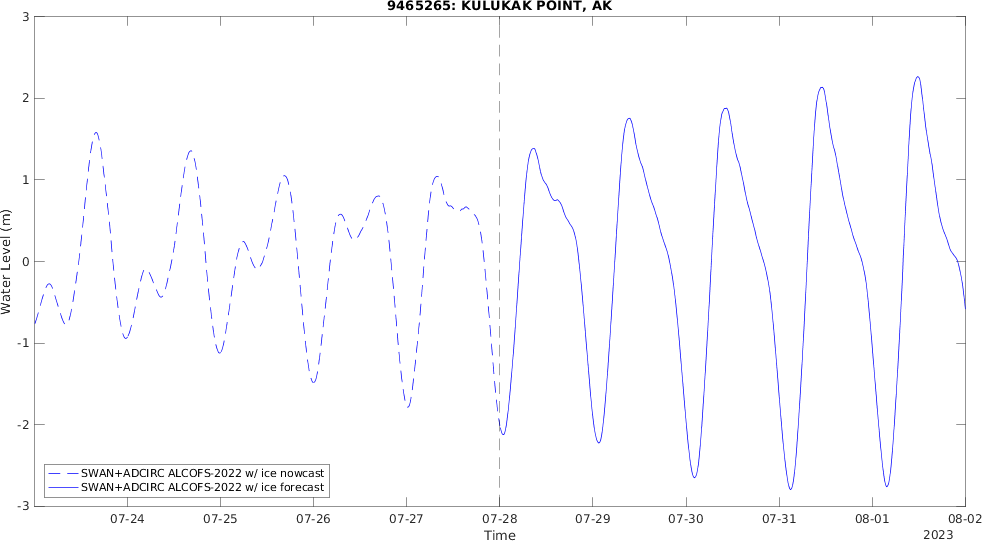 9465265: KULUKAK POINT, AK
3
2
1
0
-1
-2
-3
Water Level (m)
SWAN+ADCIRC ALCOFS-2022 w/ ice nowcast
SWAN+ADCIRC ALCOFS-2022 w/ ice forecast
07-24 07-25 07-26 07-27 07-28 07-29 07-30 07-31 08-01 08-02
Time
2023